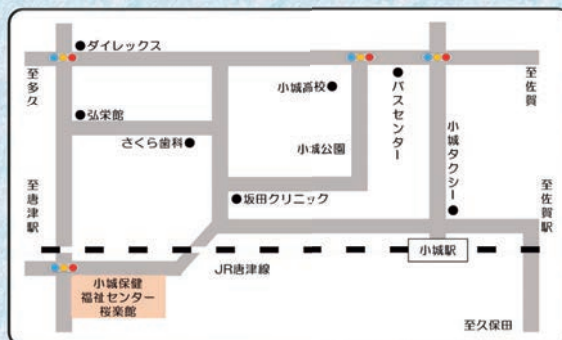 ●ダイレックス
至多久
小城高校●
●バスセンター
至佐賀
●弘栄館
さくら歯科●
小城公園
小城タクシー●
至唐津駅
●坂田クリニック
至佐賀駅
小城駅
JR唐津線
小城保健
福祉センター
桜楽館
至久保田